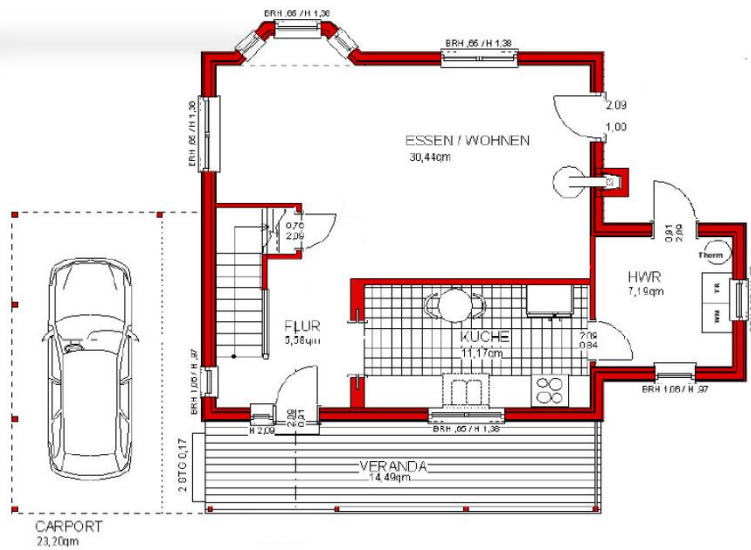 BRH ,65 / H 1,38
BRH ,65 / H 1,38
BRH ,65 / H 1,38
2,09
1,00
ESSEN / WOHNEN
30,44qm
0,76
2,09
0,91
2,09
Therm
HWR
7,19qm
TR
WM
FLUR
5,58qm
KÜCHE
11,17qm
2,09
0,84
BRH 1,06 / H ,97
BRH 1,06 / H ,97
H 2,09
2,09
0,91
BRH ,65 / H 1,38
2 STG 0,17
VERANDA
14,49qm
CARPORT
23,20qm